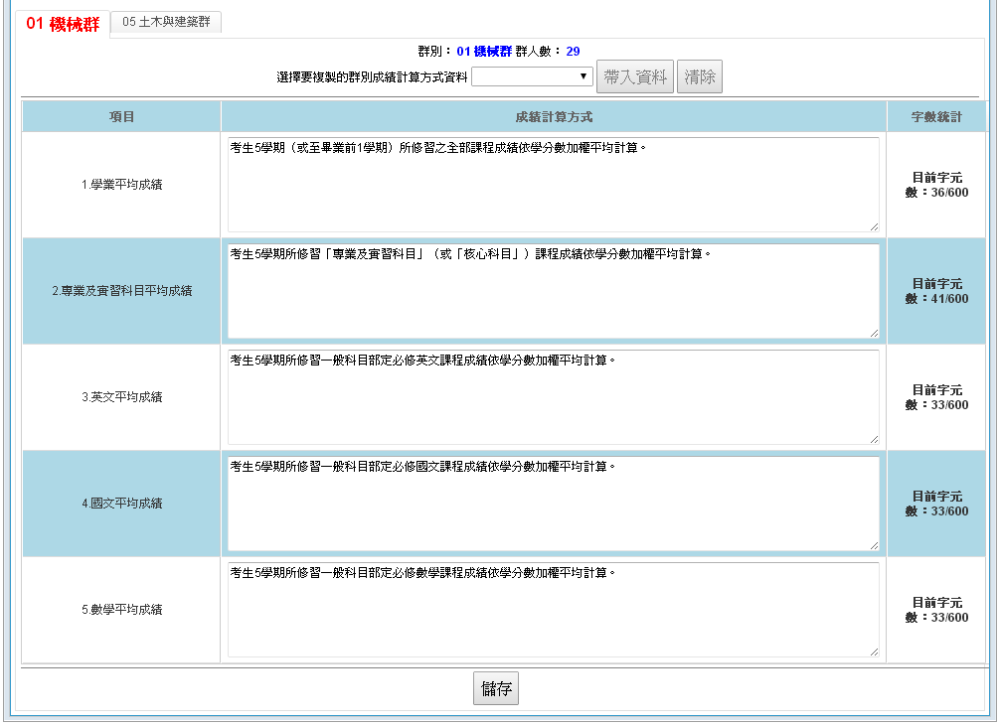 01 機械群 05 土木與建築群
群別： 01 機械群 群人數： 29
選擇要複製的群別成績計算方式資料 帶入資料 清除
項目 成績計算方式 字數統計
1.學業平均成績 考生5學期（或至畢業前1學期）所修習之全部課程成績依學分數加權平均計算。 目前字元
數：36/600
2.專業及實習科目平均成績 考生5學期所修習「專業及實習科目」（或「核心科目」）課程成績依學分數加權平均計算。 目前字元
數：41/600
3.英文平均成績 考生5學期所修習一般科目部定必修英文課程成績依學分數加權平均計算。 目前字元
數：33/600
4.國文平均成績 考生5學期所修習一般科目部定必修國文課程成績依學分數加權平均計算。 目前字元
數：33/600
5.數學平均成績 考生5學期所修習一般科目部定必修數學課程成績依學分數加權平均計算。 目前字元
數：33/600
儲存